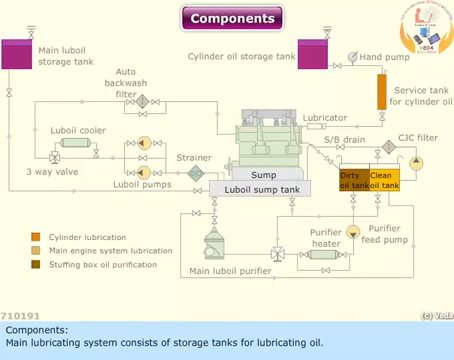 Components
Main luboil
storage tank
Cylinder oil storage tank
Hand pump
VEDA
Auto
backwash
filter
Service tank
for cylinder oil
Lubricator
Luboil cooler
S/B drain
CJC filter
Strainer
3 way valve
Luboil pumps
Sump
Luboil sump tank
Dirty
oil tank
Clean
oil tank
Cylinder lubrication
Main engine system lubrication
Stuffing box oil purification
Purifier
heater
Purifier
feed pump
Main luboil purifier
710191
(c) Veda
Components:
Main lubricating system consists of storage tanks for lubricating oil.